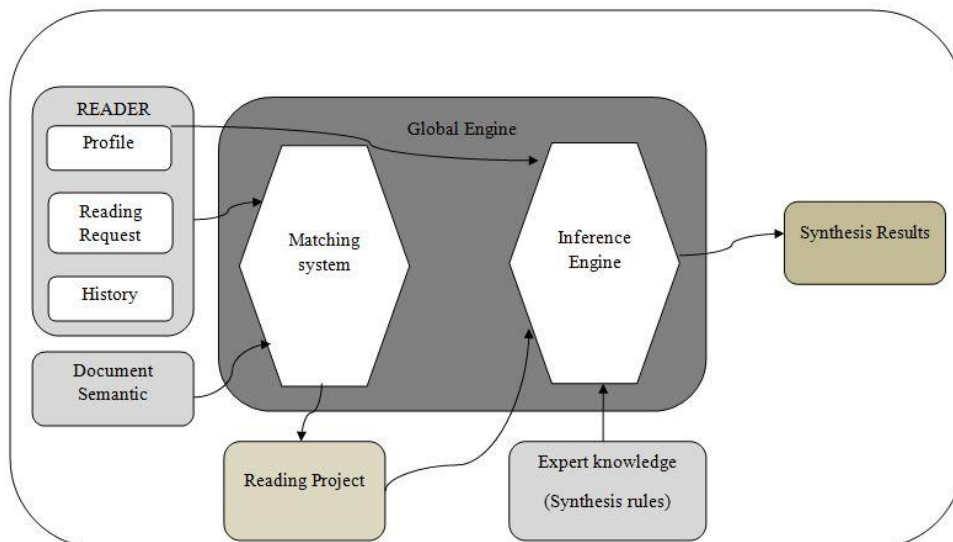 READER
Profile
Reading
Request
History
Document
Semantic
Global Engine
Matching
system
Inference
Engine
Synthesis Results
Reading Project
Expert knowledge
(Synthesis rules)